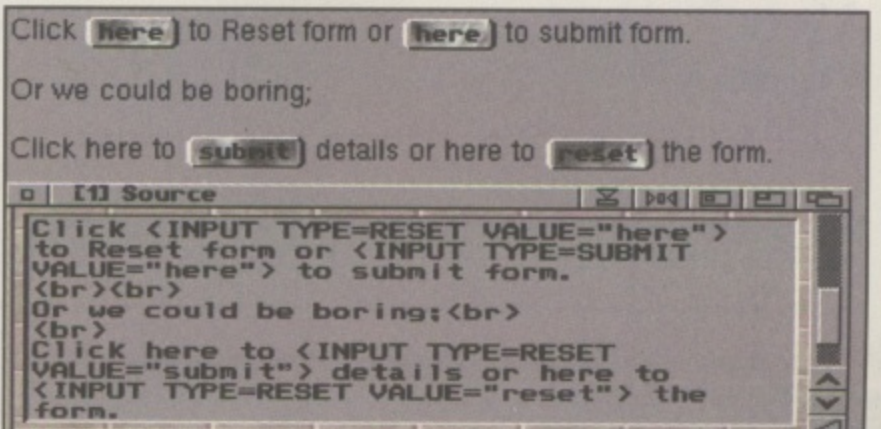 Click here to Reset form or here to submit form.
Or we could be boring;
Click here to submit details or here to reset the form.
[1] Source
Click <INPUT TYPE=RESET VALUE="here">
to Reset form or <INPUT TYPE=SUBMIT
VALUE="here"> to submit form.
<br><br>
Or we could be boring;<br>
<br>
Click here to <INPUT TYPE=RESET
VALUE="submit"> details or here to
<INPUT TYPE=RESET VALUE="reset"> the
form.